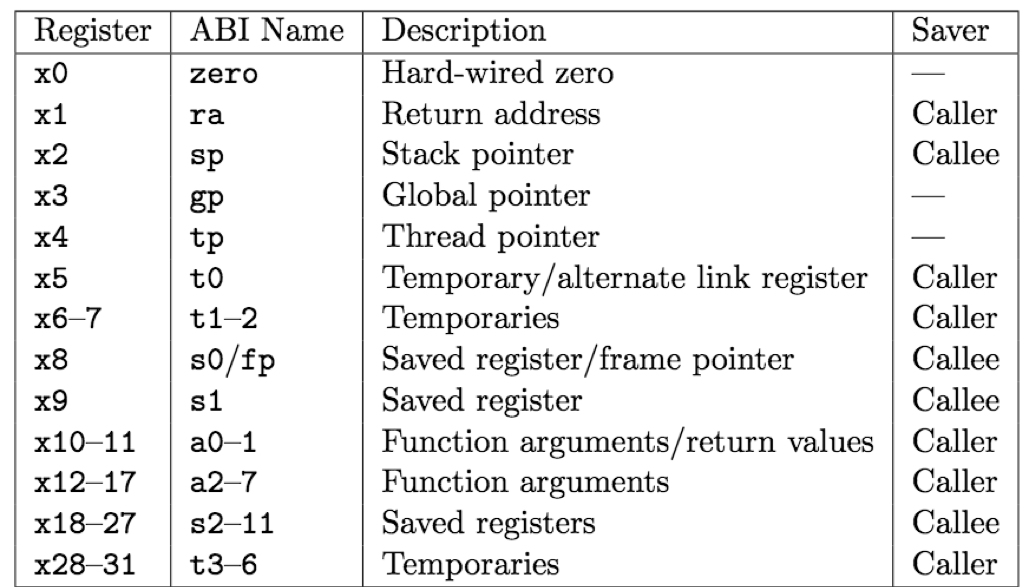 Register ABI Name Description Saver
x0 zero Hard-wired zero —
x1 ra Return address Caller
x2 sp Stack pointer Callee
x3 gp Global pointer —
x4 tp Thread pointer —
x5 t0 Temporary/alternate link register Caller
x6–7 t1–2 Temporaries Caller
x8 s0/fp Saved register/frame pointer Callee
x9 s1 Saved register Callee
x10–11 a0–1 Function arguments/return values Caller
x12–17 a2–7 Function arguments Caller
x18–27 s2–11 Saved registers Callee
x28–31 t3–6 Temporaries Caller